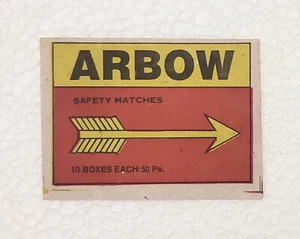 ARBOW
SAFETY MATCHES
10 BOXES EACH 50 Ps.